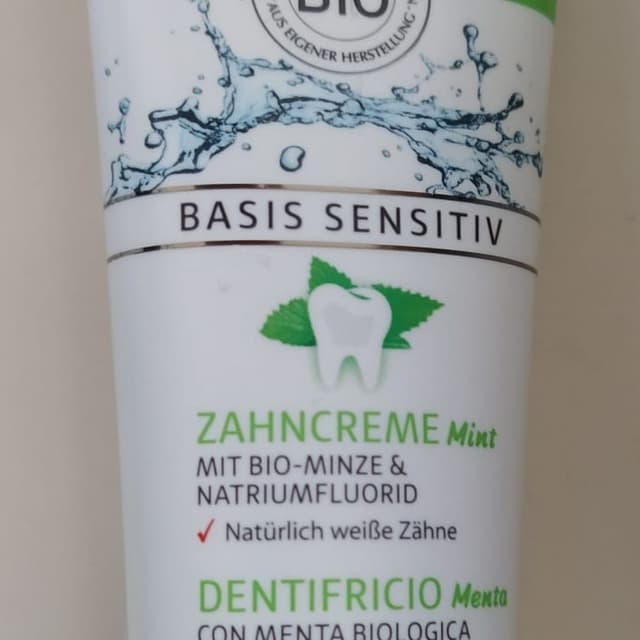 BIO
AUS EIGENER HERSTELLUNG
BASIS SENSITIV
ZAHNCREME Mint
MIT BIO-MINZE &
NATRIUMFLUORID
✓ Natürlich weiße Zähne
DENTIFRICIO Menta
CON MENTA BIOLOGICA